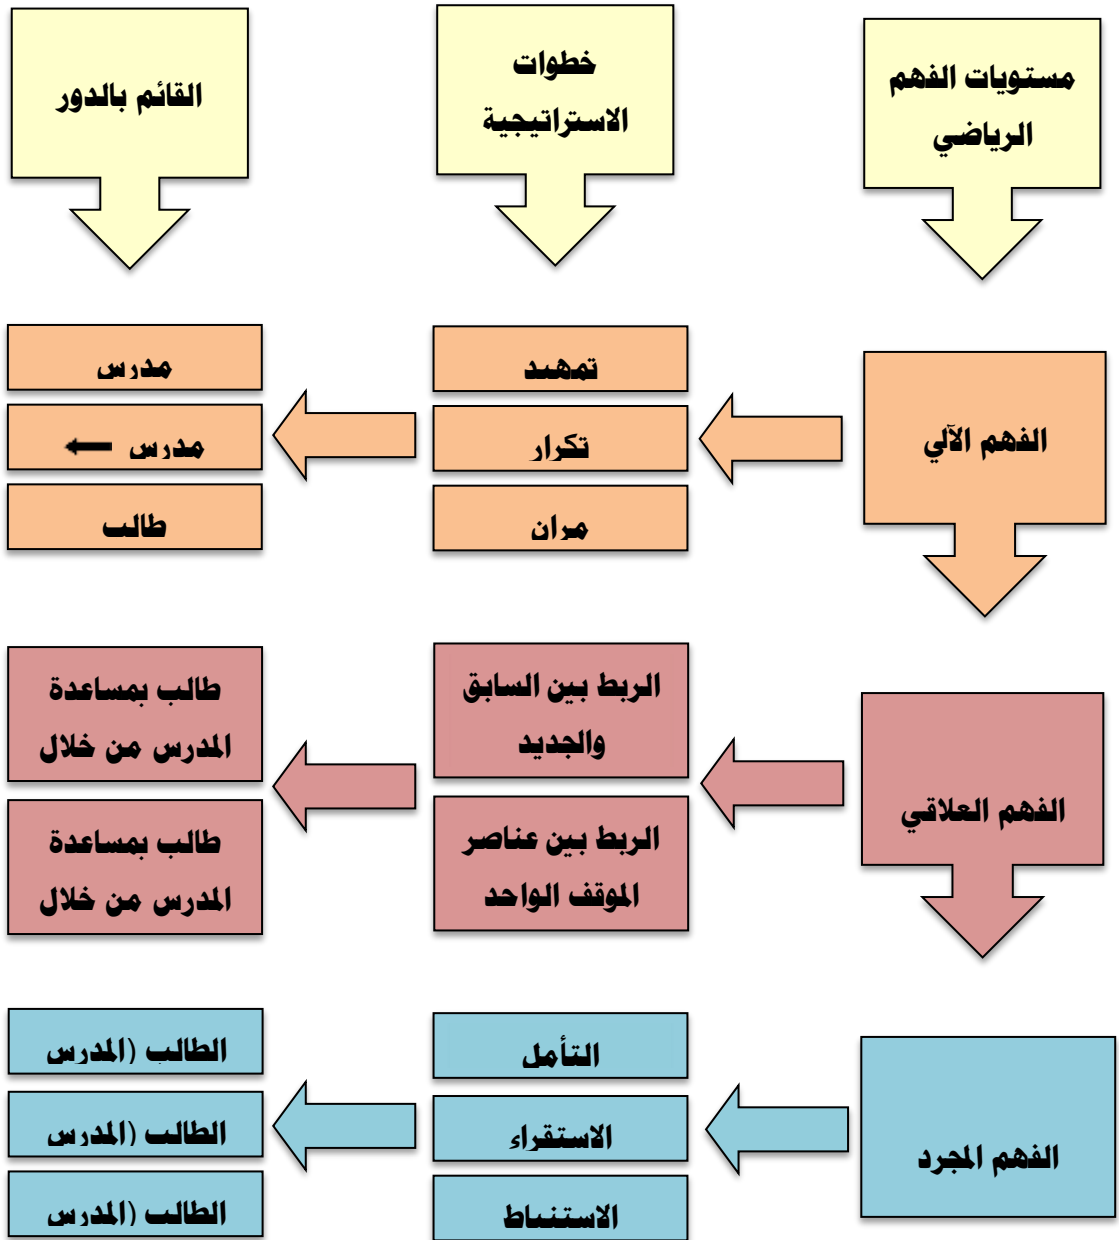 مستويات الفهم
الرياضي
خطوات
الاستراتيجية
القائم بالدور
الفهم الآلي
تمهيد
تكرار
مران
مدرس
مدرس
طالب
الفهم العلاقي
الربط بين السابق
والجديد
الربط بين عناصر
الموقف الواحد
طالب بمساعدة
المدرس من خلال
طالب بمساعدة
المدرس من خلال
الفهم المجرد
التأمل
الاستقراء
الاستنباط
الطالب (المدرس
الطالب (المدرس
الطالب (المدرس